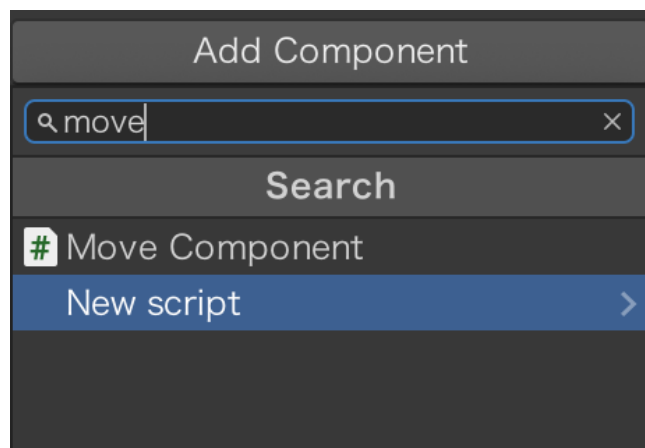 Add Component
move
Search
# Move Component
New script